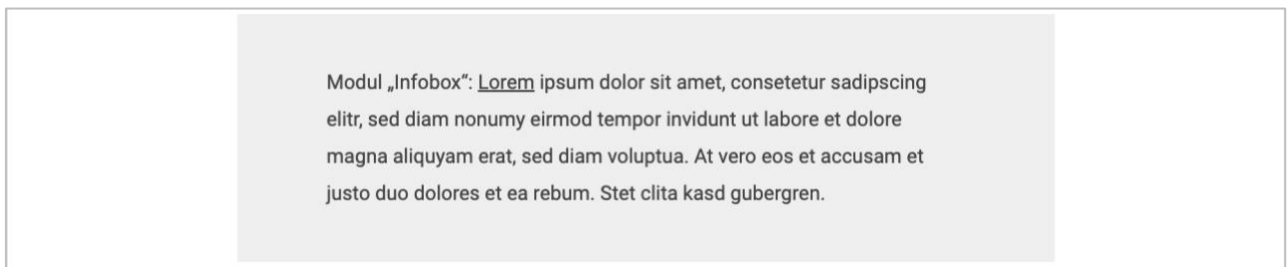 Modul „Infobox“: Lorem ipsum dolor sit amet, consetetur sadipscing
elitr, sed diam nonumy eirmod tempor invidunt ut labore et dolore
magna aliquyam erat, sed diam voluptua. At vero eos et accusam et
justo duo dolores et ea rebum. Stet clita kasd gubergren.